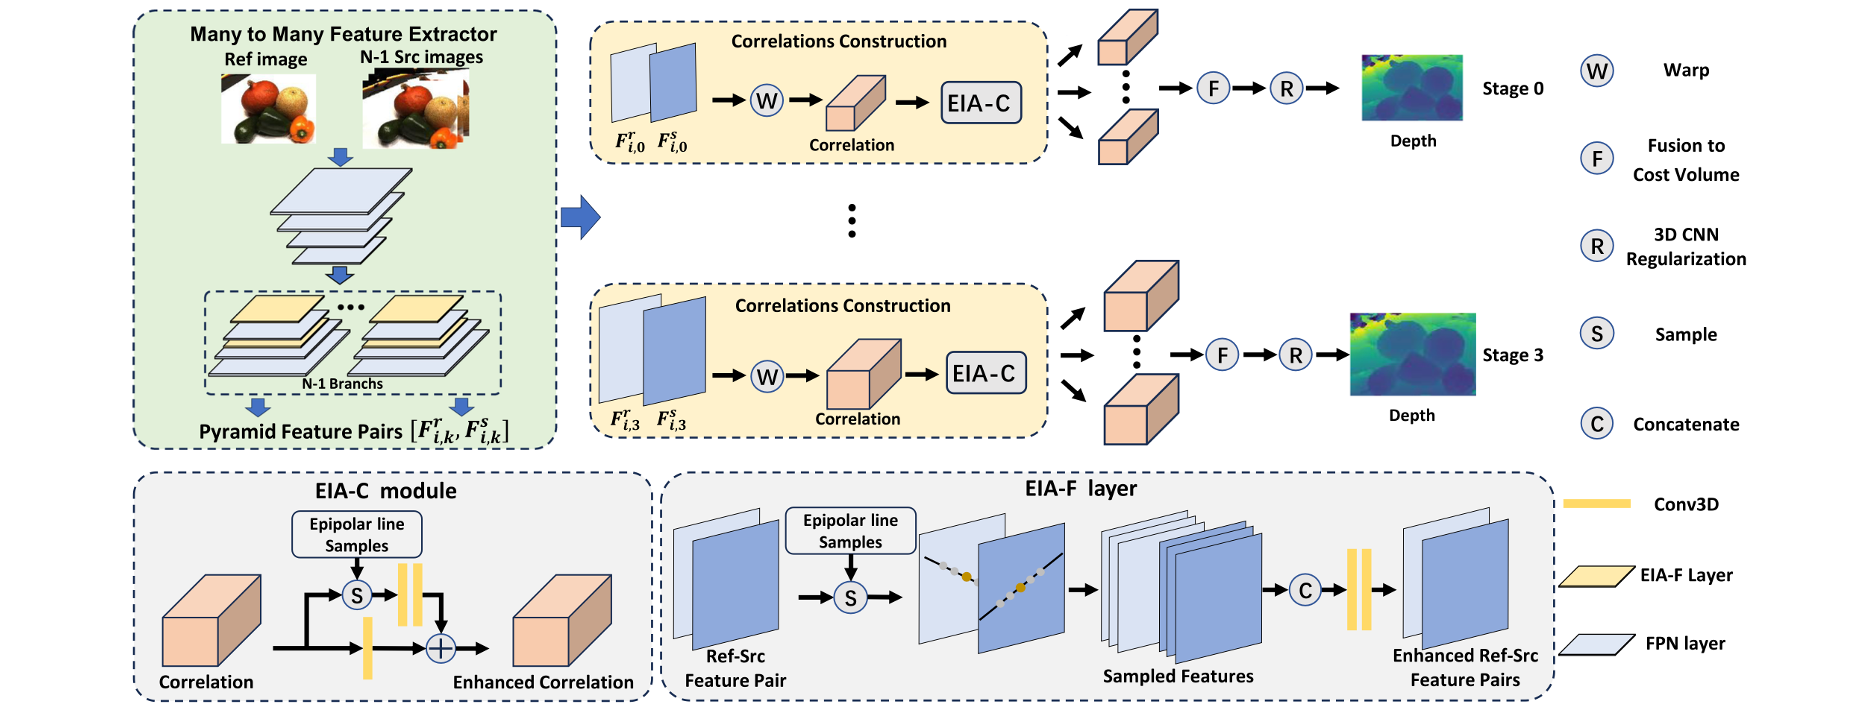 Many to Many Feature Extractor
Ref image
N-1 Src images
N-1 Branchs
Pyramid Feature Pairs [F^r_{i,k}, F^s_{i,k}]
Correlations Construction
F^r_{i,0} F^s_{i,0}
W
Correlation
EIA-C
F
R
Depth
Stage 0
Correlations Construction
F^r_{i,3} F^s_{i,3}
W
Correlation
EIA-C
F
R
Depth
Stage 3
W
Warp
F
Fusion to
Cost Volume
R
3D CNN
Regularization
S
Sample
C
Concatenate
Conv3D
EIA-F Layer
FPN layer
EIA-C module
Epipolar line
Samples
S
+
Correlation
Enhanced Correlation
EIA-F layer
Ref-Src
Feature Pair
Epipolar line
Samples
S
Sampled Features
C
Enhanced Ref-Src
Feature Pairs